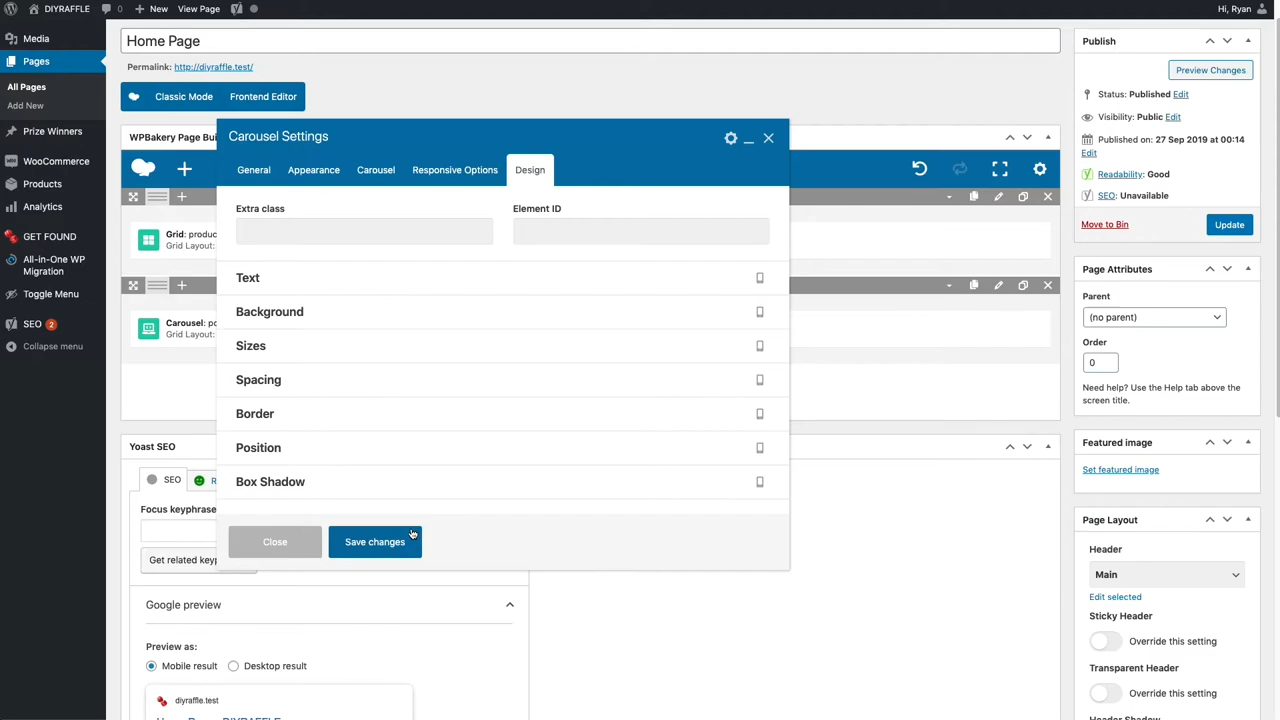 DIYRAFFLE
0
New
View Page
Hi, Ryan
Media
Pages
All Pages
Add New
Prize Winners
WooCommerce
Products
Analytics
GET FOUND
All-in-One WP
Migration
Toggle Menu
SEO 2
Collapse menu
Home Page
Permalink: http://diyraffle.test/
Classic Mode
Frontend Editor
WPBakery Page Bui
Grid: produc
Grid Layout:
Carousel: po
Grid Layout:
Carousel Settings
General
Appearance
Carousel
Responsive Options
Design
Extra class
Element ID
Text
Background
Sizes
Spacing
Border
Position
Box Shadow
Close
Save changes
Yoast SEO
SEO
R
Focus keyphrase
Get related keyp
Google preview
Preview as:
Mobile result
Desktop result
diyraffle.test
Home Page - DIYRAFFLE
Publish
Preview Changes
Status: Published Edit
Visibility: Public Edit
Published on: 27 Sep 2019 at 00:14
Edit
Readability: Good
SEO: Unavailable
Move to Bin
Update
Page Attributes
Parent
(no parent)
Order
0
Need help? Use the Help tab above the
screen title.
Featured image
Set featured image
Page Layout
Header
Main
Edit selected
Sticky Header
Override this setting
Transparent Header
Override this setting
Header Shadow